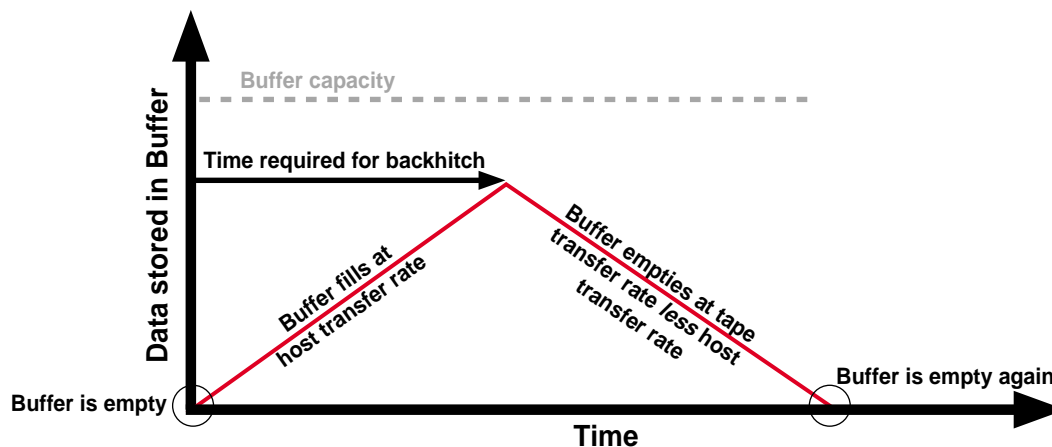 Buffer capacity
Data stored in Buffer
Time required for backhitch
Buffer fills at
host transfer rate
Buffer empties at tape
transfer rate less host
transfer rate
Buffer is empty again
Buffer is empty
Time